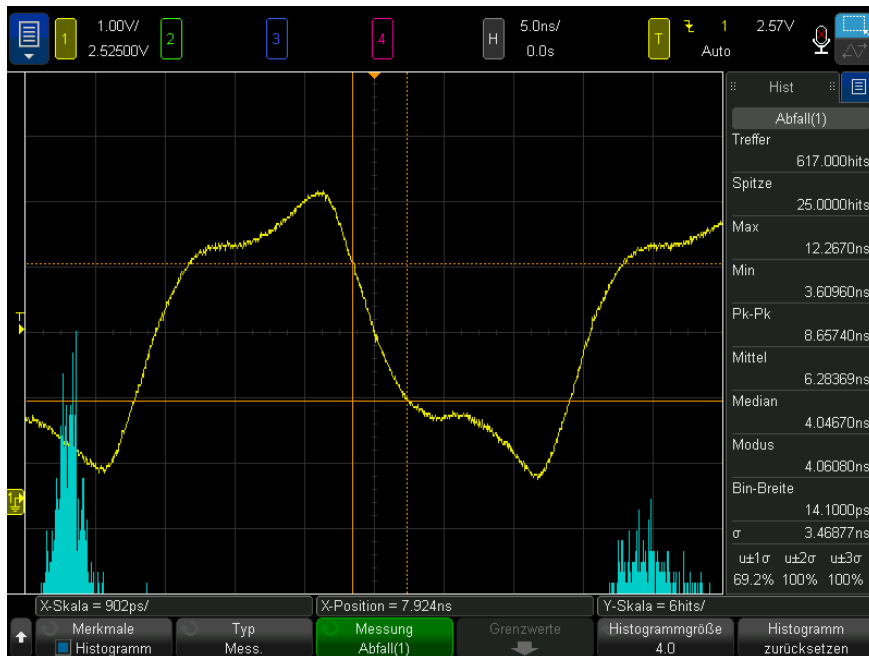 1 1.00V/ 2 3 4 H 5.0ns/ T 1 2.57V
2.52500V 0.0s Auto
Hist
Abfall(1)
Treffer
617.000hits
Spitze
25.0000hits
Max
12.2670ns
Min
3.60960ns
Pk-Pk
8.65740ns
Mittel
6.28369ns
Median
4.04670ns
Modus
4.06080ns
Bin-Breite
14.1000ps
σ 3.46877ns
u±1σ u±2σ u±3σ
69.2% 100% 100%
T
1
X-Skala = 902ps/ X-Position = 7.924ns Y-Skala = 6hits/
Merkmale Typ Messung Grenzwerte Histogrammgröße Histogramm
Histogramm Mess. Abfall(1) 4.0 zurücksetzen